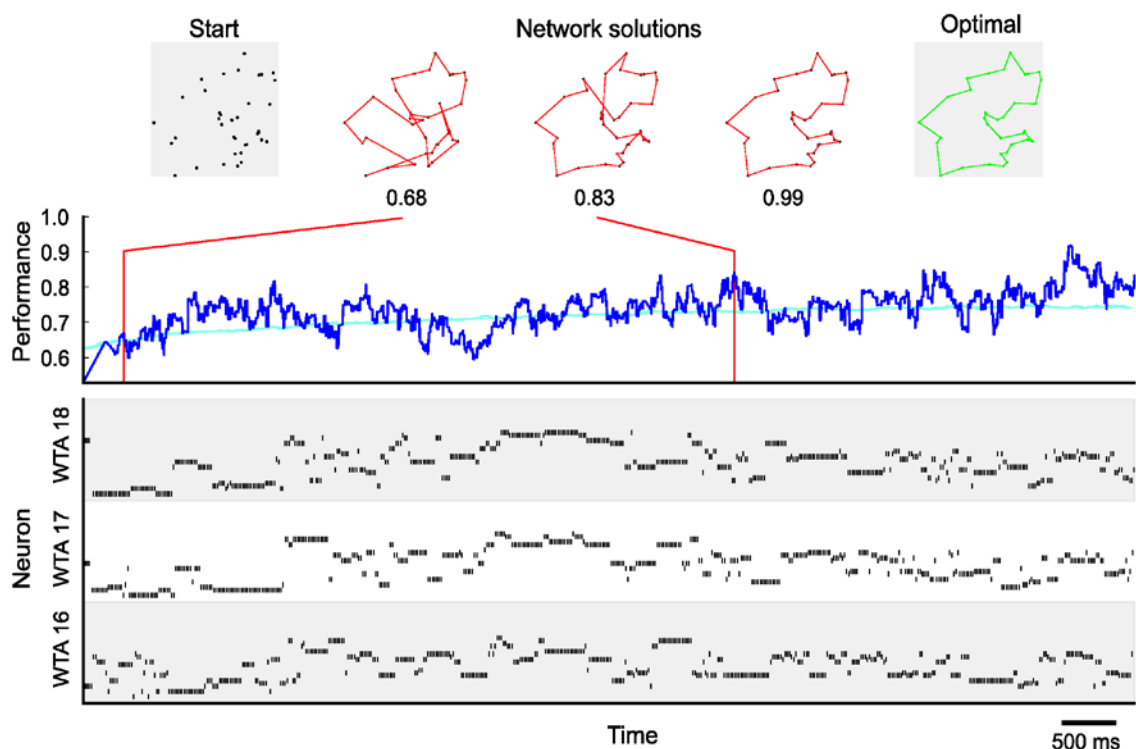 Start
Network solutions
Optimal
0.68
0.83
0.99
Performance
1.0
0.9
0.8
0.7
0.6
Neuron
WTA 18
WTA 17
WTA 16
Time
500 ms